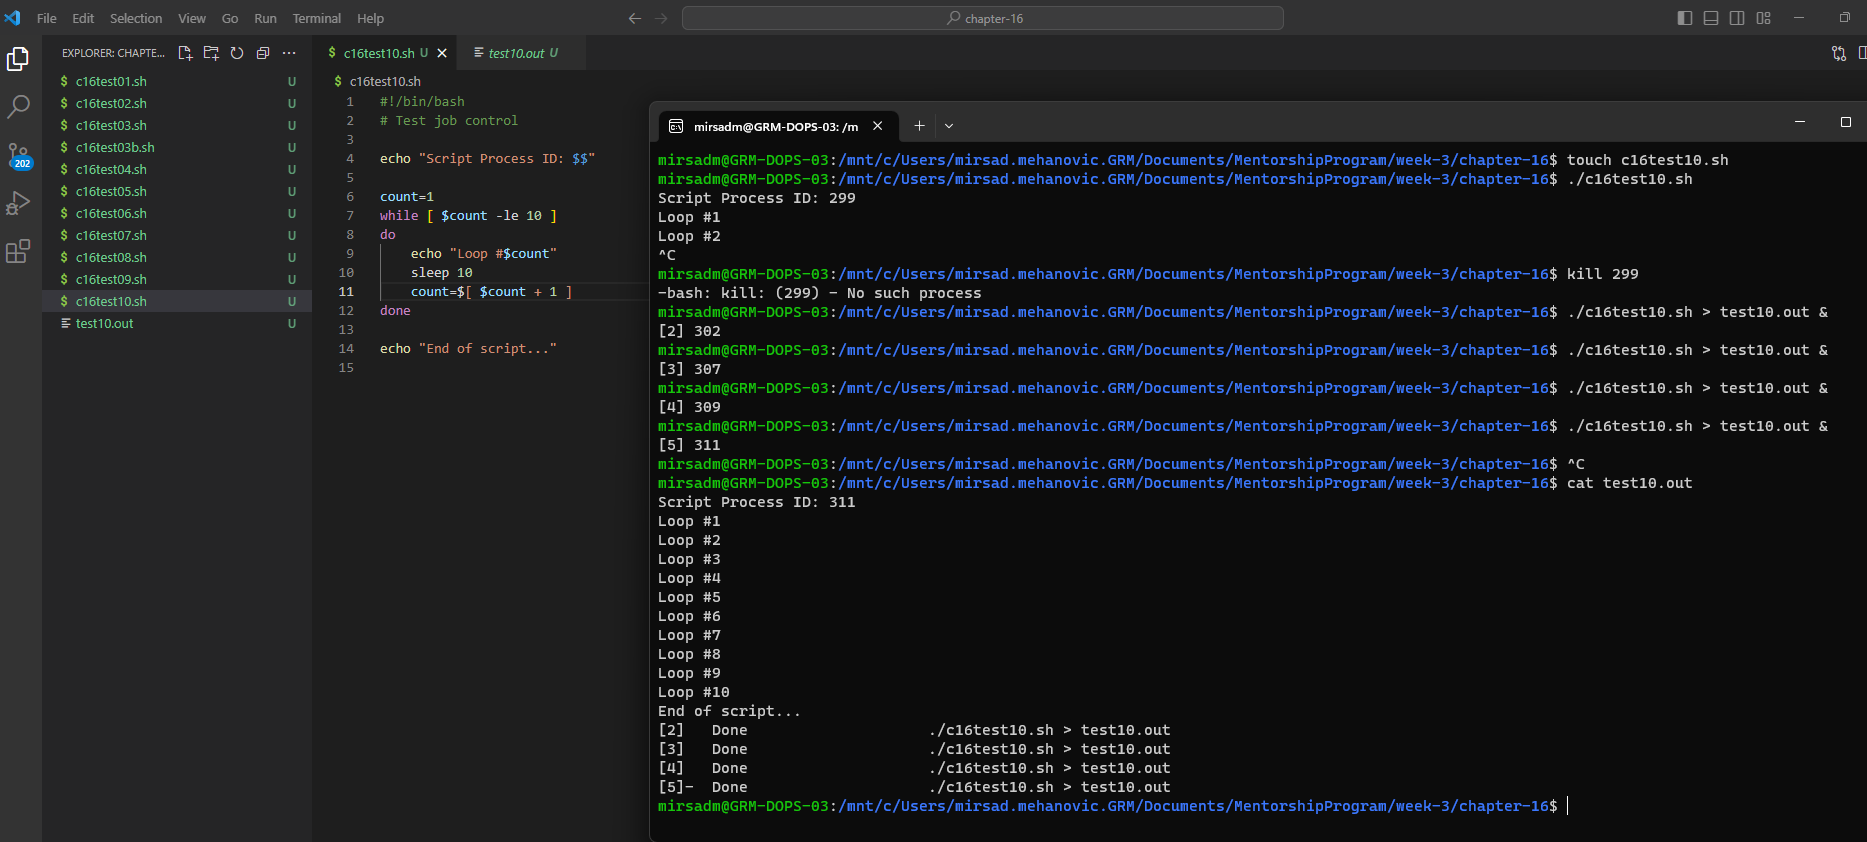 File Edit Selection View Go Run Terminal Help
chapter-16
EXPLORER: CHAPTE...
$ c16test01.sh U
$ c16test02.sh U
$ c16test03.sh U
$ c16test03b.sh U
$ c16test04.sh U
$ c16test05.sh U
$ c16test06.sh U
$ c16test07.sh U
$ c16test08.sh U
$ c16test09.sh U
$ c16test10.sh U
test10.out U
202
$ c16test10.sh U
test10.out U
$ c16test10.sh
1 #!/bin/bash
2 # Test job control
3
4 echo "Script Process ID: $$"
5
6 count=1
7 while [ $count -le 10 ]
8 do
9 echo "Loop #$count"
10 sleep 10
11 count=$[ $count + 1 ]
12 done
13
14 echo "End of script..."
15
mirsadm@GRM-DOPS-03: /m
mirsadm@GRM-DOPS-03:/mnt/c/Users/mirsad.mehanovic.GRM/Documents/MentorshipProgram/week-3/chapter-16$ touch c16test10.sh
mirsadm@GRM-DOPS-03:/mnt/c/Users/mirsad.mehanovic.GRM/Documents/MentorshipProgram/week-3/chapter-16$ ./c16test10.sh
Script Process ID: 299
Loop #1
Loop #2
^C
mirsadm@GRM-DOPS-03:/mnt/c/Users/mirsad.mehanovic.GRM/Documents/MentorshipProgram/week-3/chapter-16$ kill 299
-bash: kill: (299) - No such process
mirsadm@GRM-DOPS-03:/mnt/c/Users/mirsad.mehanovic.GRM/Documents/MentorshipProgram/week-3/chapter-16$ ./c16test10.sh > test10.out &
[2] 302
mirsadm@GRM-DOPS-03:/mnt/c/Users/mirsad.mehanovic.GRM/Documents/MentorshipProgram/week-3/chapter-16$ ./c16test10.sh > test10.out &
[3] 307
mirsadm@GRM-DOPS-03:/mnt/c/Users/mirsad.mehanovic.GRM/Documents/MentorshipProgram/week-3/chapter-16$ ./c16test10.sh > test10.out &
[4] 309
mirsadm@GRM-DOPS-03:/mnt/c/Users/mirsad.mehanovic.GRM/Documents/MentorshipProgram/week-3/chapter-16$ ./c16test10.sh > test10.out &
[5] 311
mirsadm@GRM-DOPS-03:/mnt/c/Users/mirsad.mehanovic.GRM/Documents/MentorshipProgram/week-3/chapter-16$ ^C
mirsadm@GRM-DOPS-03:/mnt/c/Users/mirsad.mehanovic.GRM/Documents/MentorshipProgram/week-3/chapter-16$ cat test10.out
Script Process ID: 311
Loop #1
Loop #2
Loop #3
Loop #4
Loop #5
Loop #6
Loop #7
Loop #8
Loop #9
Loop #10
End of script...
[2] Done ./c16test10.sh > test10.out
[3] Done ./c16test10.sh > test10.out
[4] Done ./c16test10.sh > test10.out
[5]- Done ./c16test10.sh > test10.out
mirsadm@GRM-DOPS-03:/mnt/c/Users/mirsad.mehanovic.GRM/Documents/MentorshipProgram/week-3/chapter-16$